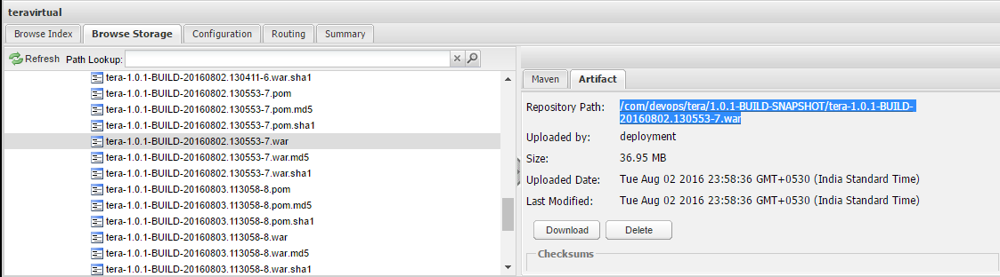 teravirtual
Browse Index Browse Storage Configuration Routing Summary
Refresh Path Lookup:
tera-1.0.1-BUILD-20160802.130411-6.war.sha1
tera-1.0.1-BUILD-20160802.130553-7.pom
tera-1.0.1-BUILD-20160802.130553-7.pom.md5
tera-1.0.1-BUILD-20160802.130553-7.pom.sha1
tera-1.0.1-BUILD-20160802.130553-7.war
tera-1.0.1-BUILD-20160802.130553-7.war.md5
tera-1.0.1-BUILD-20160802.130553-7.war.sha1
tera-1.0.1-BUILD-20160803.113058-8.pom
tera-1.0.1-BUILD-20160803.113058-8.pom.md5
tera-1.0.1-BUILD-20160803.113058-8.pom.sha1
tera-1.0.1-BUILD-20160803.113058-8.war
tera-1.0.1-BUILD-20160803.113058-8.war.md5
tera-1.0.1-BUILD-20160803.113058-8.war.sha1
Maven Artifact
Repository Path: /com/devops/tera/1.0.1-BUILD-SNAPSHOT/tera-1.0.1-BUILD-
20160802.130553-7.war
Uploaded by: deployment
Size: 36.95 MB
Uploaded Date: Tue Aug 02 2016 23:58:36 GMT+0530 (India Standard Time)
Last Modified: Tue Aug 02 2016 23:58:36 GMT+0530 (India Standard Time)
Download Delete
Checksums